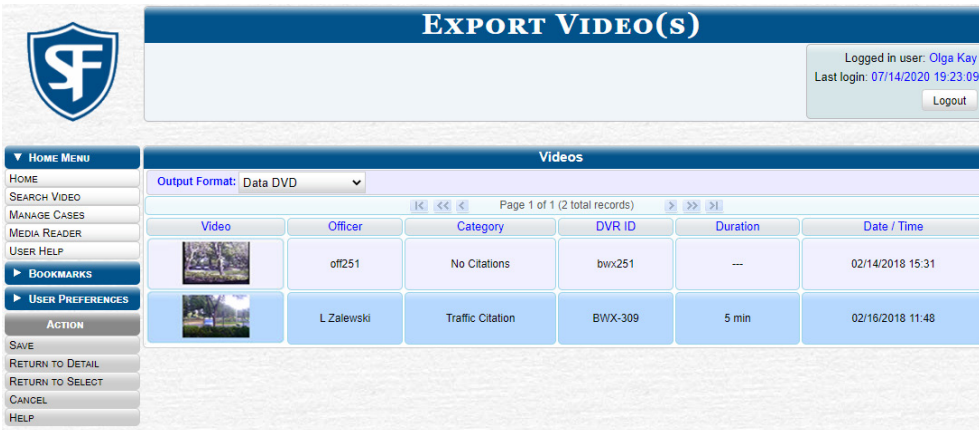 EXPORT VIDEO(S)
SF
Logged in user: Olga Kay
Last login: 07/14/2020 19:23:09
Logout
▼ HOME MENU
HOME
SEARCH VIDEO
MANAGE CASES
MEDIA READER
USER HELP
► BOOKMARKS
► USER PREFERENCES
ACTION
SAVE
RETURN TO DETAIL
RETURN TO SELECT
CANCEL
HELP
Videos
Output Format: Data DVD
Page 1 of 1 (2 total records)
Video Officer Category DVR ID Duration Date / Time
off251 No Citations bwx251 --- 02/14/2018 15:31
L Zalewski Traffic Citation BWX-309 5 min 02/16/2018 11:48